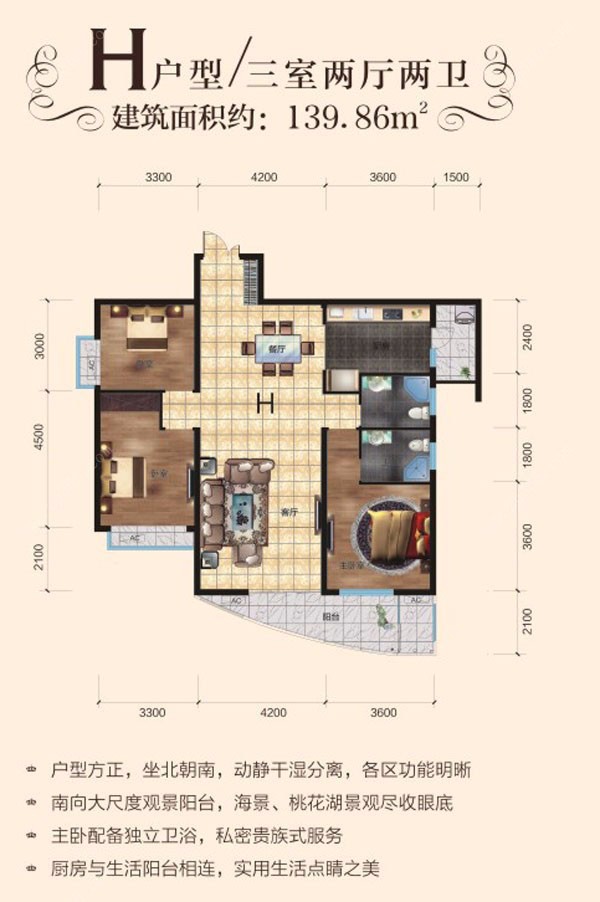 H户型/三室两厅两卫
建筑面积约：139.86m²
3300 4200 3600 1500
3000
4500
2100
2400
1800
1800
3600
2100
AC
餐厅
H
卧室
客厅
主卧室
AC
AC
阳台
AC
3300 4200 3600
户型方正，坐北朝南，动静干湿分离，各区功能明晰
南向大尺度观景阳台，海景、桃花湖景观尽收眼底
主卧配备独立卫浴，私密贵族式服务
厨房与生活阳台相连，实用生活点睛之美